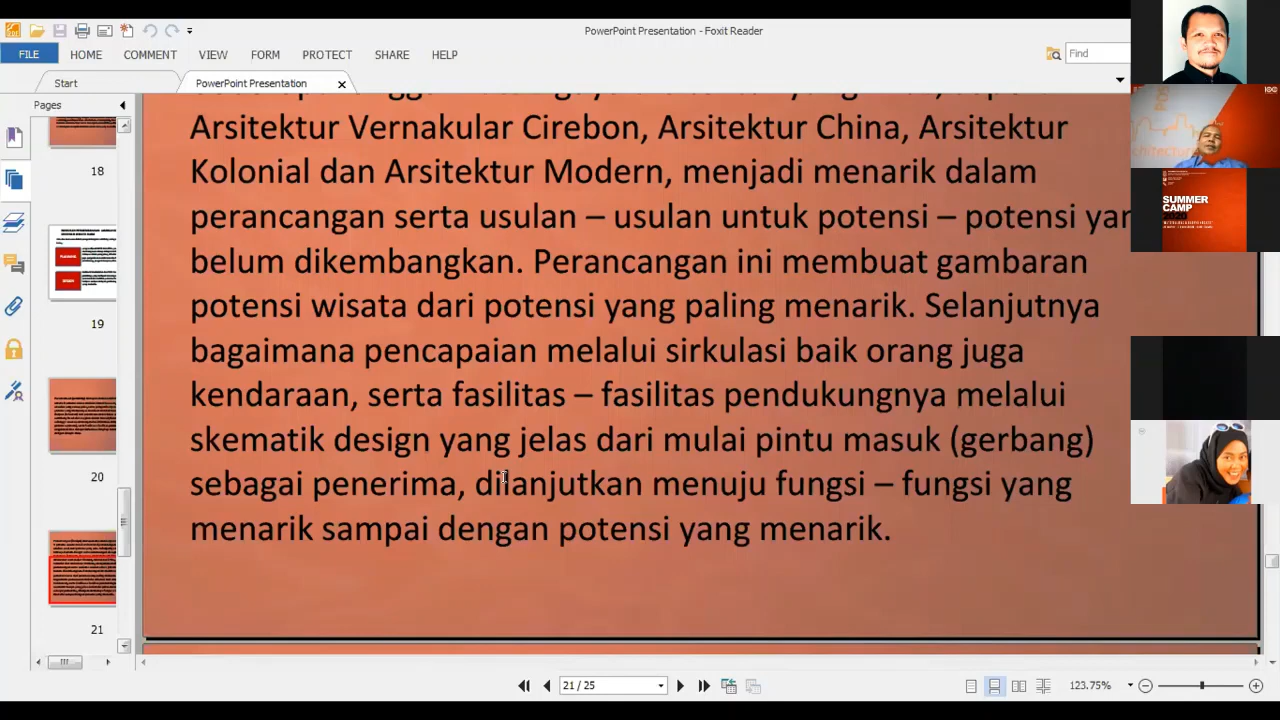 PowerPoint Presentation - Foxit Reader
FILE
HOME
COMMENT
VIEW
FORM
PROTECT
SHARE
HELP
Find
Start
PowerPoint Presentation
Pages
18
19
20
21
Arsitektur Vernakular Cirebon, Arsitektur China, Arsitektur
Kolonial dan Arsitektur Modern, menjadi menarik dalam
perancangan serta usulan – usulan untuk potensi – potensi yan
belum dikembangkan. Perancangan ini membuat gambaran
potensi wisata dari potensi yang paling menarik. Selanjutnya
bagaimana pencapaian melalui sirkulasi baik orang juga
kendaraan, serta fasilitas – fasilitas pendukungnya melalui
skematik design yang jelas dari mulai pintu masuk (gerbang)
sebagai penerima, dilanjutkan menuju fungsi – fungsi yang
menarik sampai dengan potensi yang menarik.
SUMMER
CAMP
2020
21 / 25
123.75%